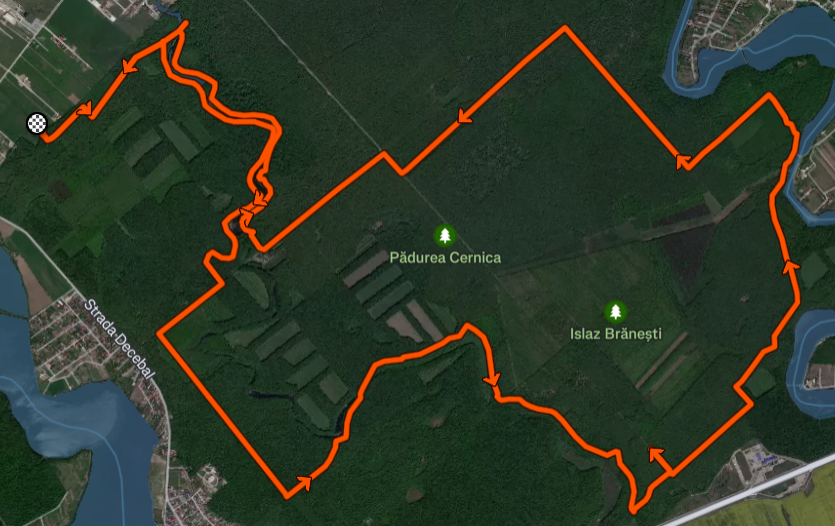 Pădurea Cernica
Islaz Brănești
Strada Decebal